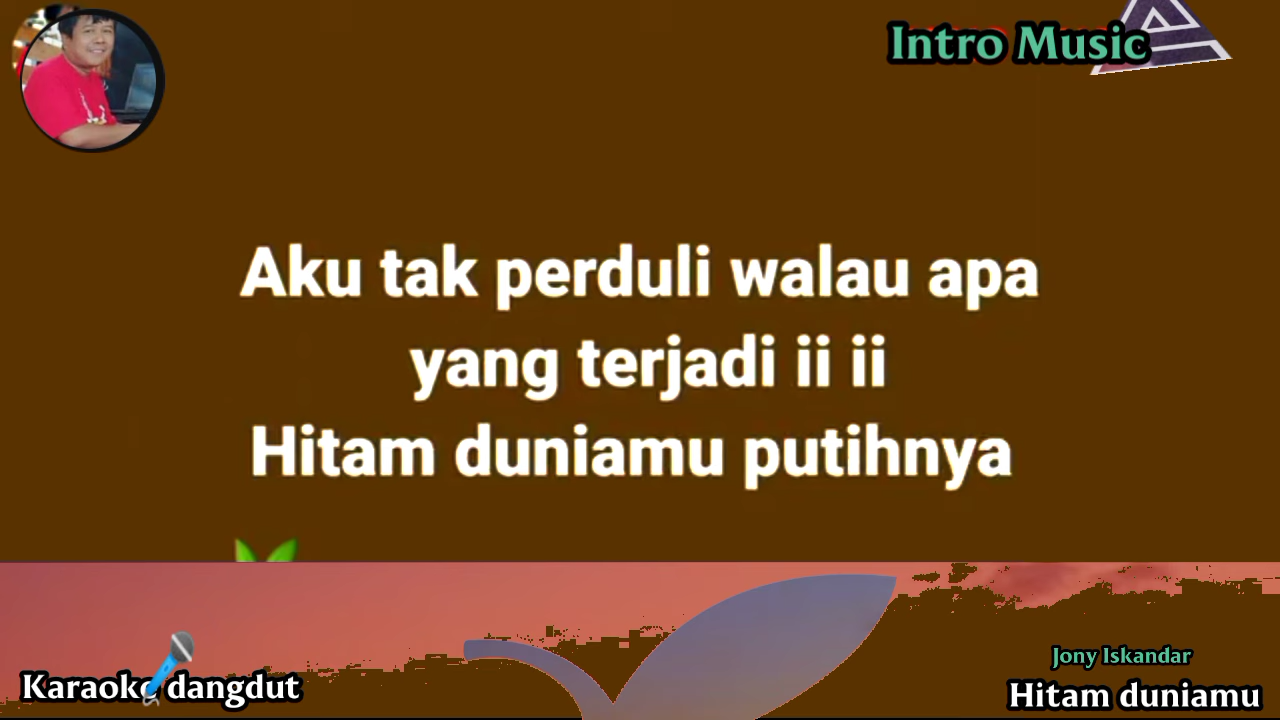 Intro Music
Aku tak perduli walau apa
yang terjadi ii ii
Hitam duniamu putihnya
Jony Iskandar
Karaoke dangdut
Hitam duniamu